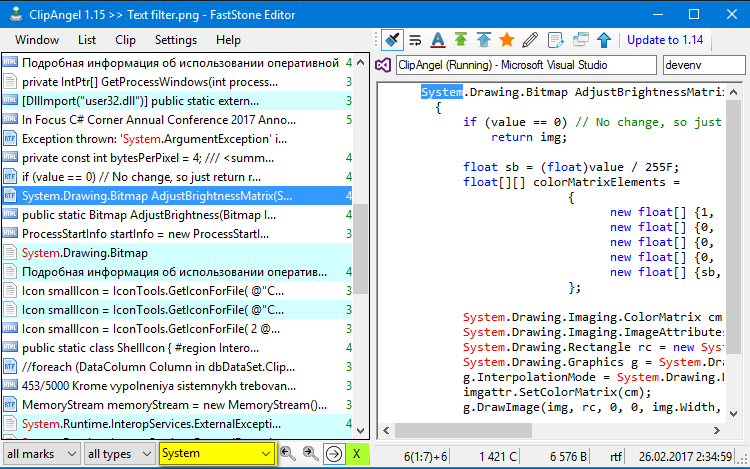 ClipAngel 1.15 >> Text filter.png - FastStone Editor
Window List Clip Settings Help
Update to 1.14
Подробная информация об использовании оперативной 4
private IntPtr[] GetProcessWindows(int process... 3
[DllImport("user32.dll")] public static extern... 3
In Focus C# Corner Annual Conference 2017 Anno... 5
Exception thrown: 'System.ArgumentException' i... 4
private const int bytesPerPixel = 4; /// <summ... 5
if (value == 0) // No change, so just return r... 4
System.Drawing.Bitmap AdjustBrightnessMatrix(S... 4
public static Bitmap AdjustBrightness(Bitmap I... 4
ProcessStartInfo startInfo = new ProcessStartI... 4
System.Drawing.Bitmap
Подробная информация об использовании оператив... 4
Icon smallIcon = IconTools.GetIconForFile( @"C... 3
Icon smallIcon = IconTools.GetIconForFile( @"C... 3
Icon smallIcon = IconTools.GetIconForFile( 2 @... 3
public static class ShellIcon { #region Intero... 4
//foreach (DataColumn Column in dbDataSet.Clip... 3
453/5000 Krome vypolneniya sistemnykh trebovan... 3
MemoryStream memoryStream = new MemoryStream()... 3
System.Runtime.InteropServices.ExternalExcepti... 4
ClipAngel (Running) - Microsoft Visual Studio
devenv
System.Drawing.Bitmap AdjustBrightnessMatrix
{
if (value == 0) // No change, so just
return img;
float sb = (float)value / 255F;
float[][] colorMatrixElements =
{
new float[] {1,
new float[] {0,
new float[] {0,
new float[] {0,
new float[] {sb,
};
System.Drawing.Imaging.ColorMatrix cm
System.Drawing.Imaging.ImageAttributes
System.Drawing.Rectangle rc = new Syst
System.Drawing.Graphics g = System.Dra
g.InterpolationMode = System.Drawing.
imgattr.SetColorMatrix(cm);
g.DrawImage(img, rc, 0, 0, img.Width,
all marks all types System X 6(1:7)+6 1 421 C 6 576 B rtf 26.02.2017 2:34:59